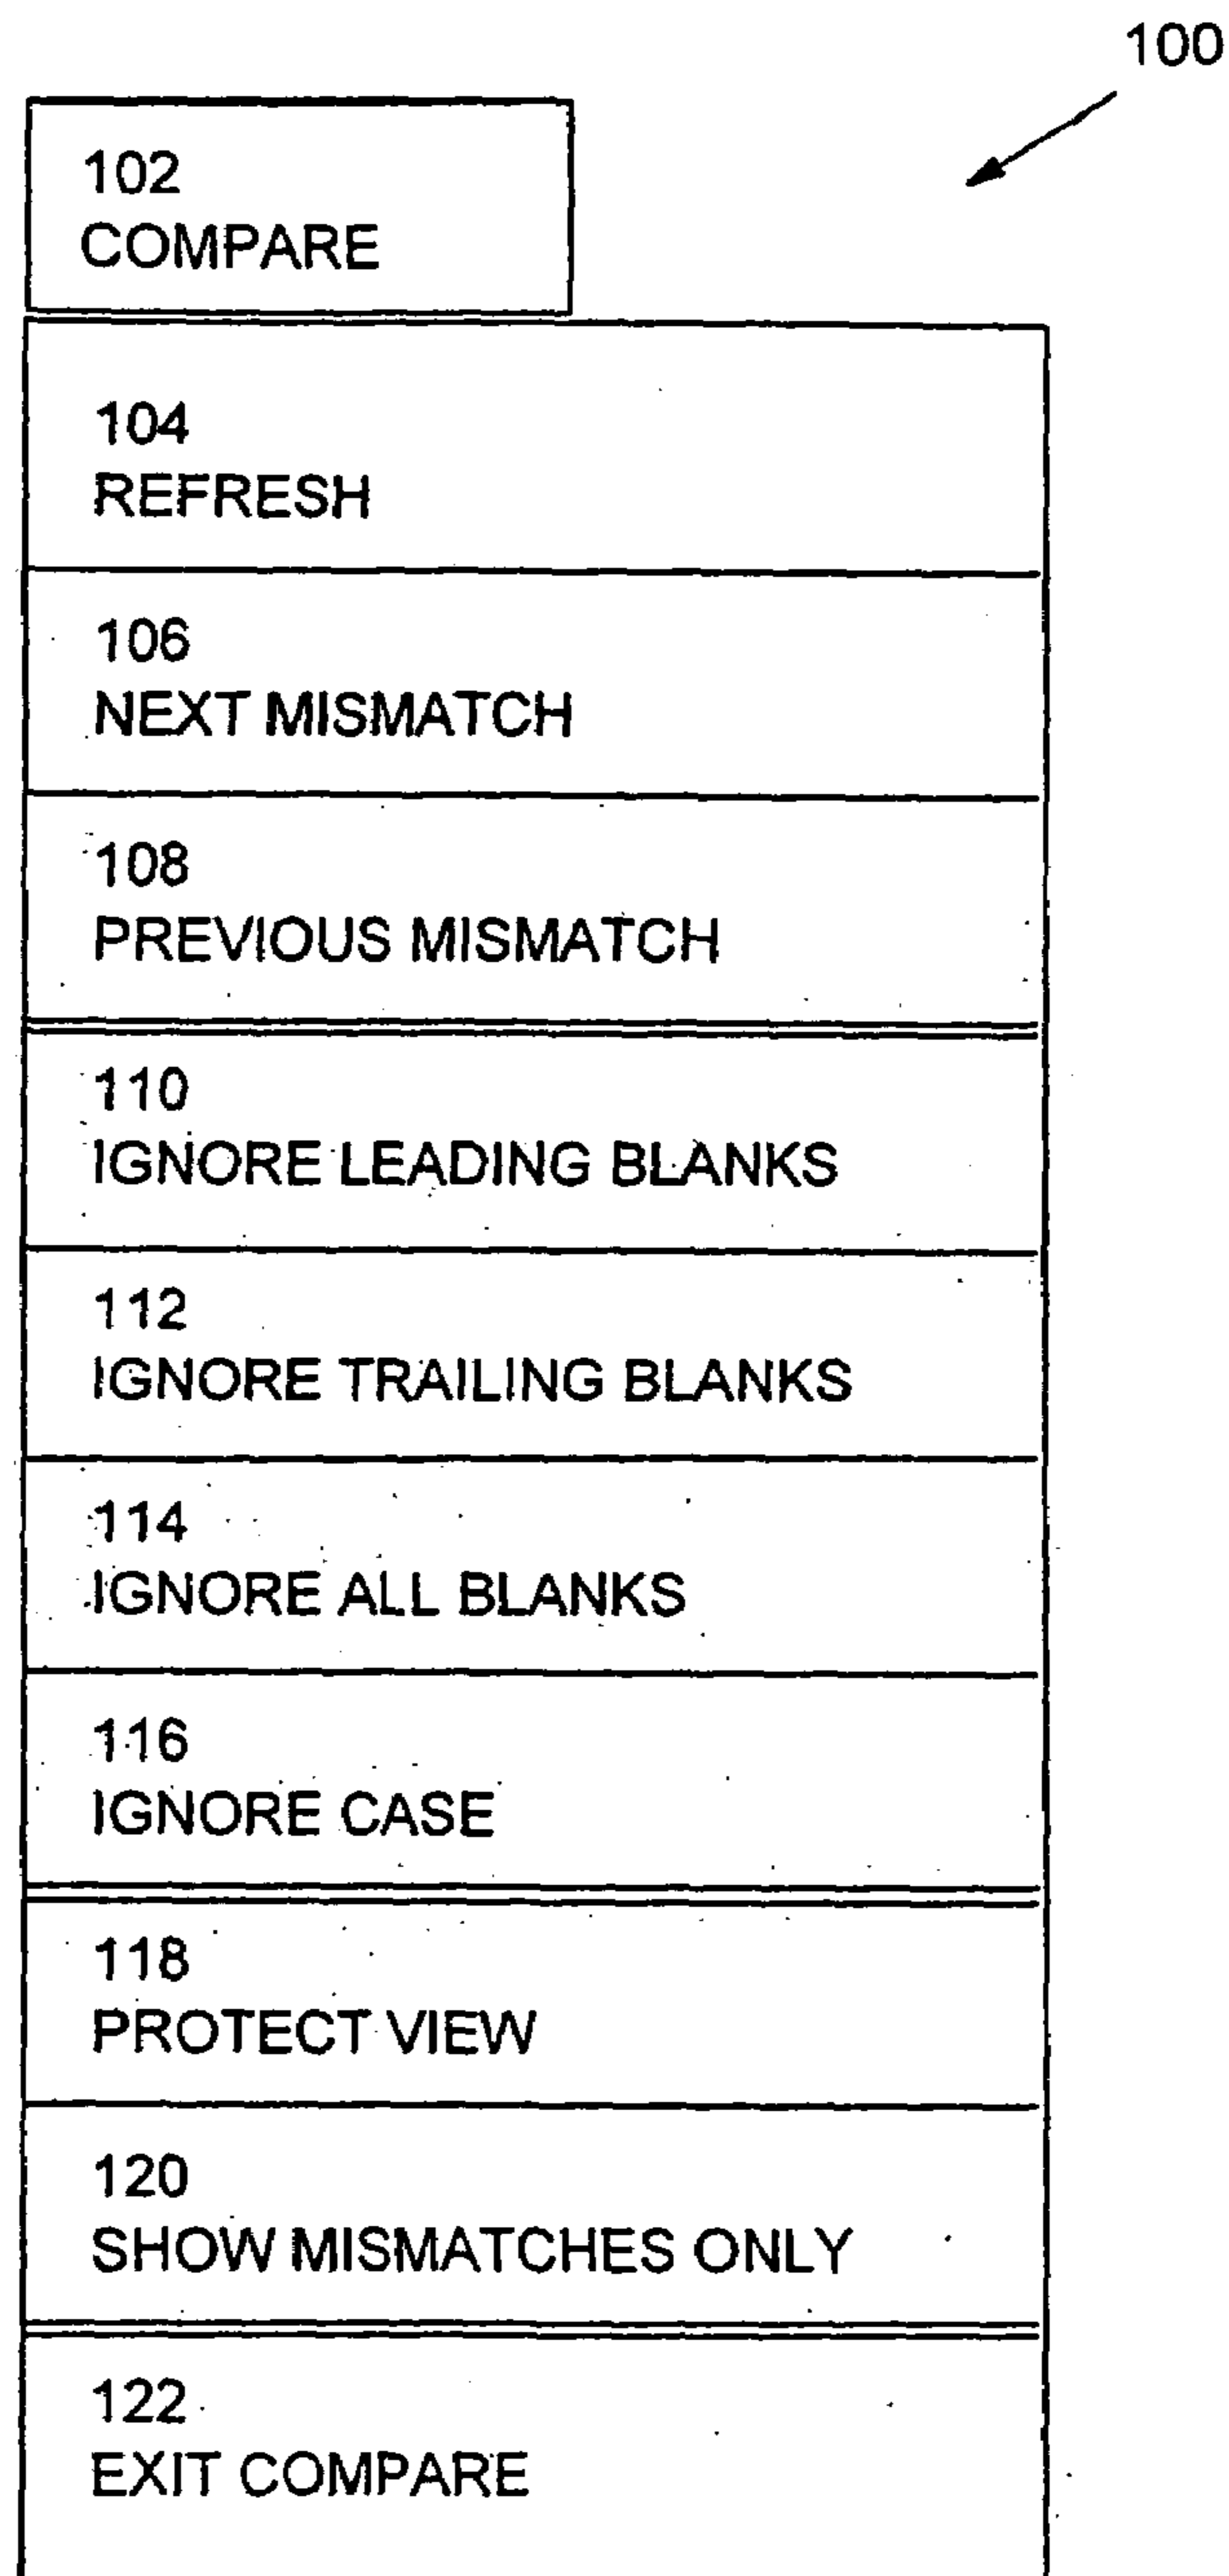 100
102
COMPARE
104
REFRESH
106
NEXT MISMATCH
108
PREVIOUS MISMATCH
110
IGNORE LEADING BLANKS
112
IGNORE TRAILING BLANKS
114
IGNORE ALL BLANKS
116
IGNORE CASE
118
PROTECT VIEW
120
SHOW MISMATCHES ONLY
122
EXIT COMPARE